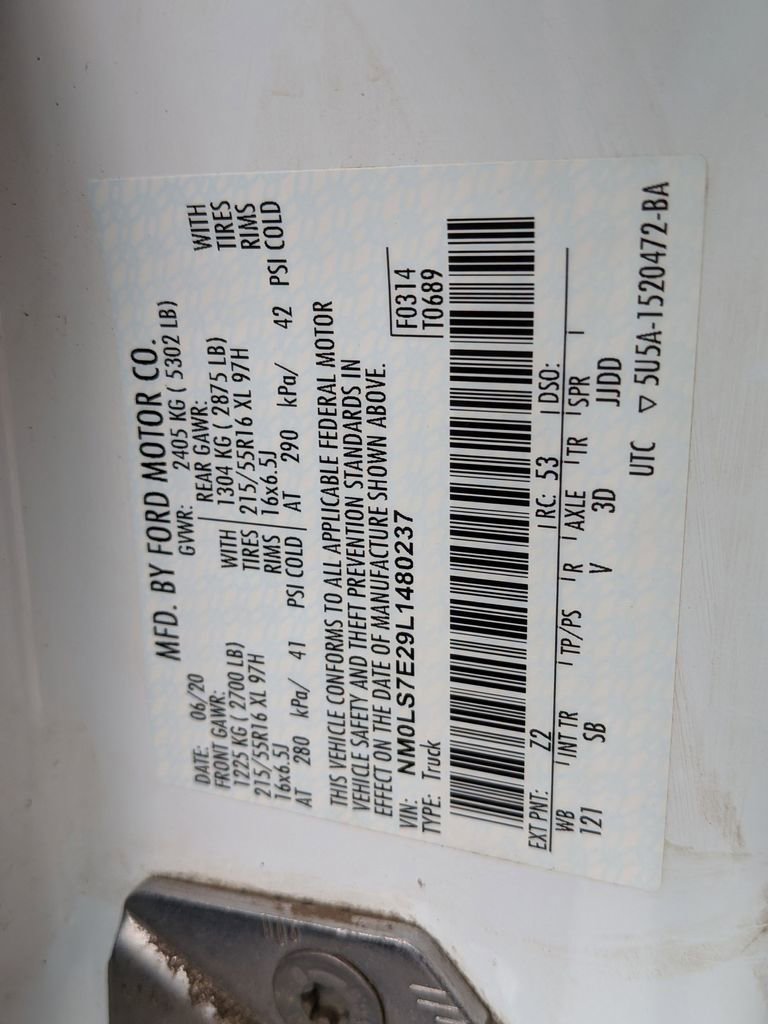 MFD. BY FORD MOTOR CO.
DATE: 06/20 GVWR: 2405 KG ( 5302 LB)
FRONT GAWR: REAR GAWR:
1225 KG ( 2700 LB) WITH 1304 KG ( 2875 LB) WITH
215/55R16 XL 97H TIRES 215/55R16 XL 97H TIRES
16x6.5J RIMS 16x6.5J RIMS
AT 280 kPa/ 41 PSI COLD AT 290 kPa/ 42 PSI COLD
THIS VEHICLE CONFORMS TO ALL APPLICABLE FEDERAL MOTOR
VEHICLE SAFETY AND THEFT PREVENTION STANDARDS IN
EFFECT ON THE DATE OF MANUFACTURE SHOWN ABOVE.
VIN: NM0LS7E29L1480237 F0314
TYPE: Truck T0689
EXT PNT: Z2 RC: 53 DSO:
WB INT TR TP/PS R AXLE TR SPR
121 SB V 3D JJDD
UTC ▽ 5U5A-1520472-BA